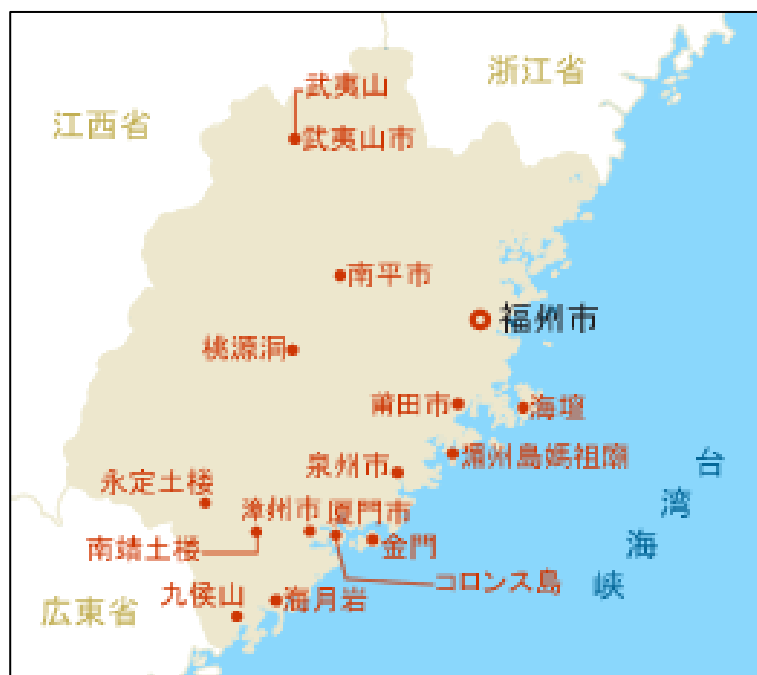 浙江省
武夷山
江西省
武夷山市
南平市
福州市
桃源洞
莆田市
海壇
湄州島媽祖廟
泉州市
永定土楼
漳州市
厦門市
南靖土楼
金門
コロンス島
九侯山
海月岩
広東省
台湾海峡